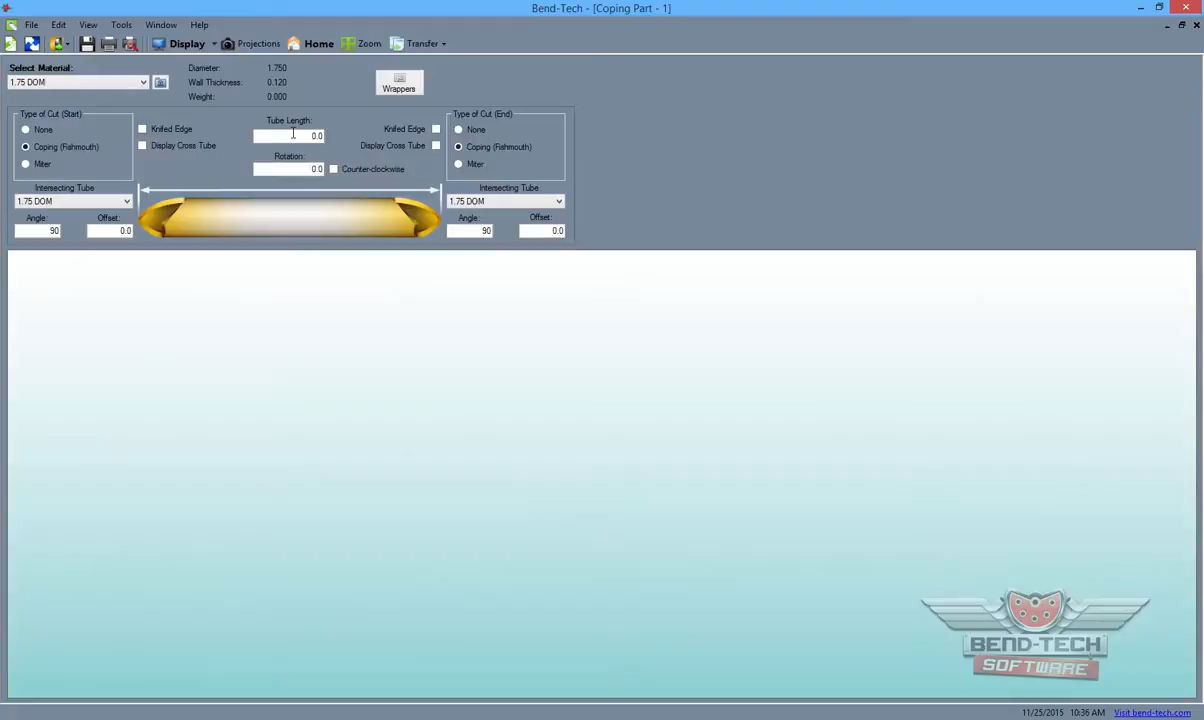 Bend-Tech - [Coping Part - 1]
File Edit View Tools Window Help
Display Projections Home Zoom Transfer
Select Material:
1.75 DOM
Diameter: 1.750
Wall Thickness: 0.120
Weight: 0.000
Wrappers
Type of Cut (Start)
None
Coping (Fishmouth)
Miter
Knifed Edge
Display Cross Tube
Tube Length:
0.0
Rotation:
0.0 Counter-clockwise
Knifed Edge
Display Cross Tube
Type of Cut (End)
None
Coping (Fishmouth)
Miter
Intersecting Tube
1.75 DOM
Angle: Offset:
90 0.0
Intersecting Tube
1.75 DOM
Angle: Offset:
90 0.0
BEND-TECH
SOFTWARE
11/25/2015 10:36 AM Visit bend-tech.com